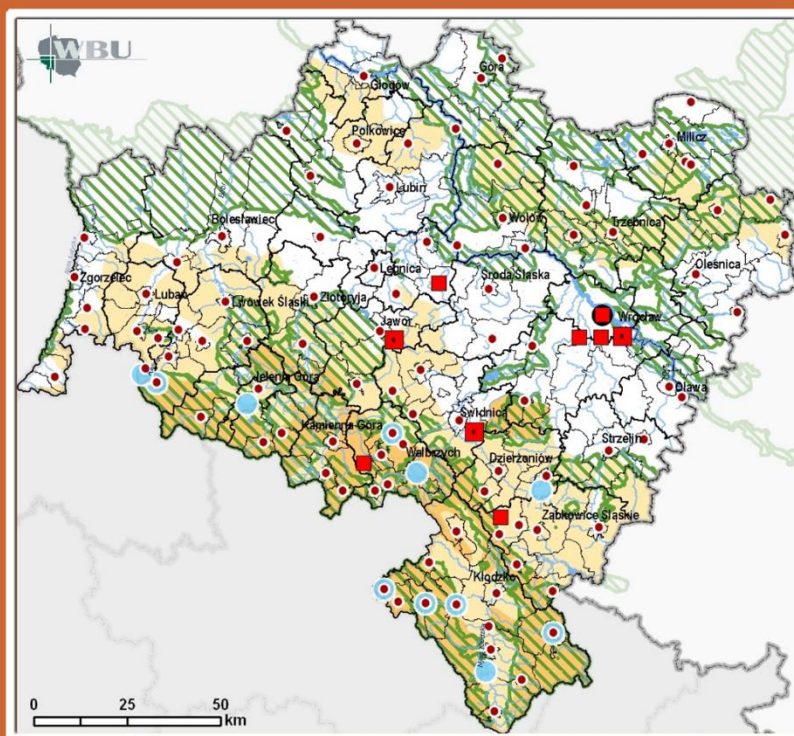 WBU
Góra
Głogów
Milicz
Polkowice
Lubin
Wołów
Trzebnica
Bolesławiec
Legnica
Oleśnica
Zgorzelec
Środa Śląska
Lubań
Lwówek Śląski
Złotoryja
Wrocław
Jawor
Jelenia Góra
Oława
Świdnica
Kamienna Góra
Strzelin
Wałbrzych
Dzierżoniów
Ząbkowice Śląskie
Kłodzko
0 25 50
km